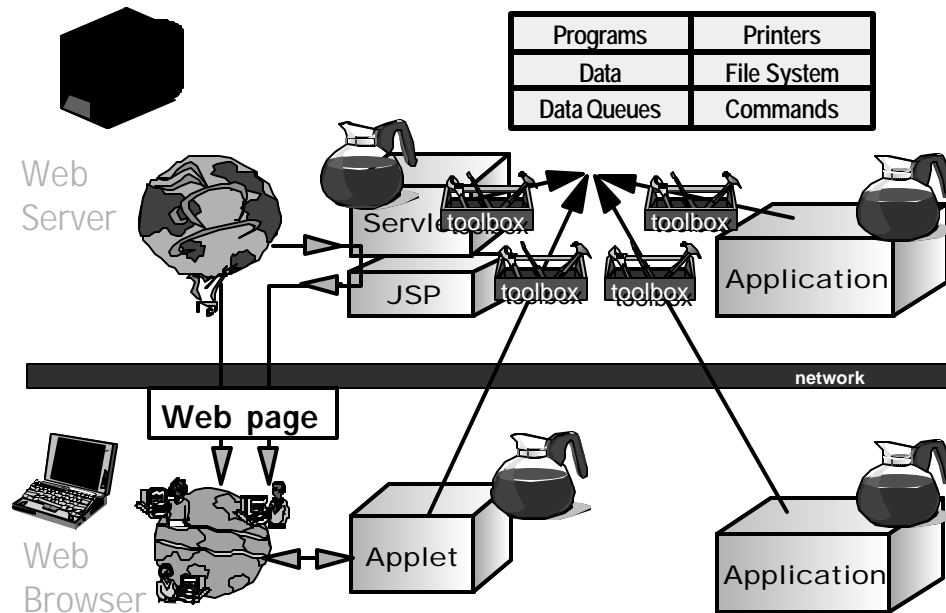 Programs Printers
Data File System
Data Queues Commands
Web
Server
Servlet
toolbox
toolbox
JSP
toolbox
toolbox
Application
network
Web page
Web
Browser
Applet
Application